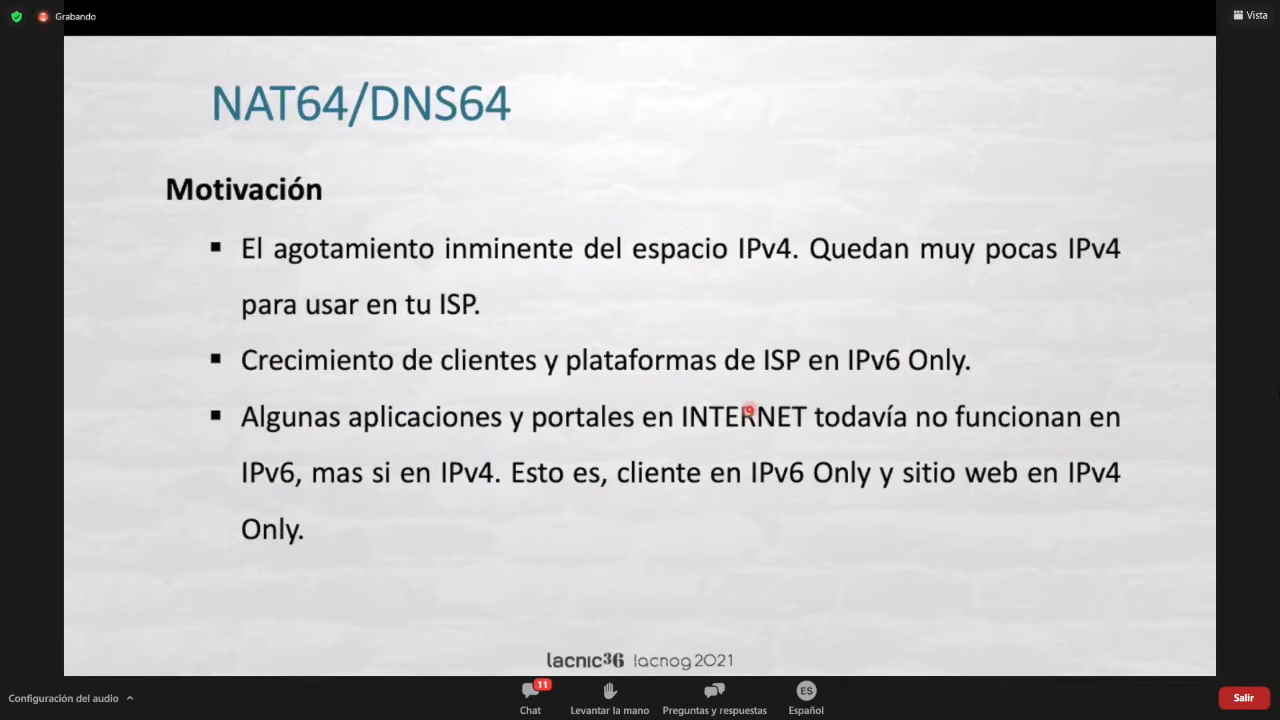 Grabando
Vista
NAT64/DNS64
Motivación
▪ El agotamiento inminente del espacio IPv4. Quedan muy pocas IPv4
para usar en tu ISP.
▪ Crecimiento de clientes y plataformas de ISP en IPv6 Only.
▪ Algunas aplicaciones y portales en INTERNET todavía no funcionan en
IPv6, mas si en IPv4. Esto es, cliente en IPv6 Only y sitio web en IPv4
Only.
lacnic36 lacnog2021
Configuración del audio
11
Chat
Levantar la mano
Preguntas y respuestas
ES
Español
Salir